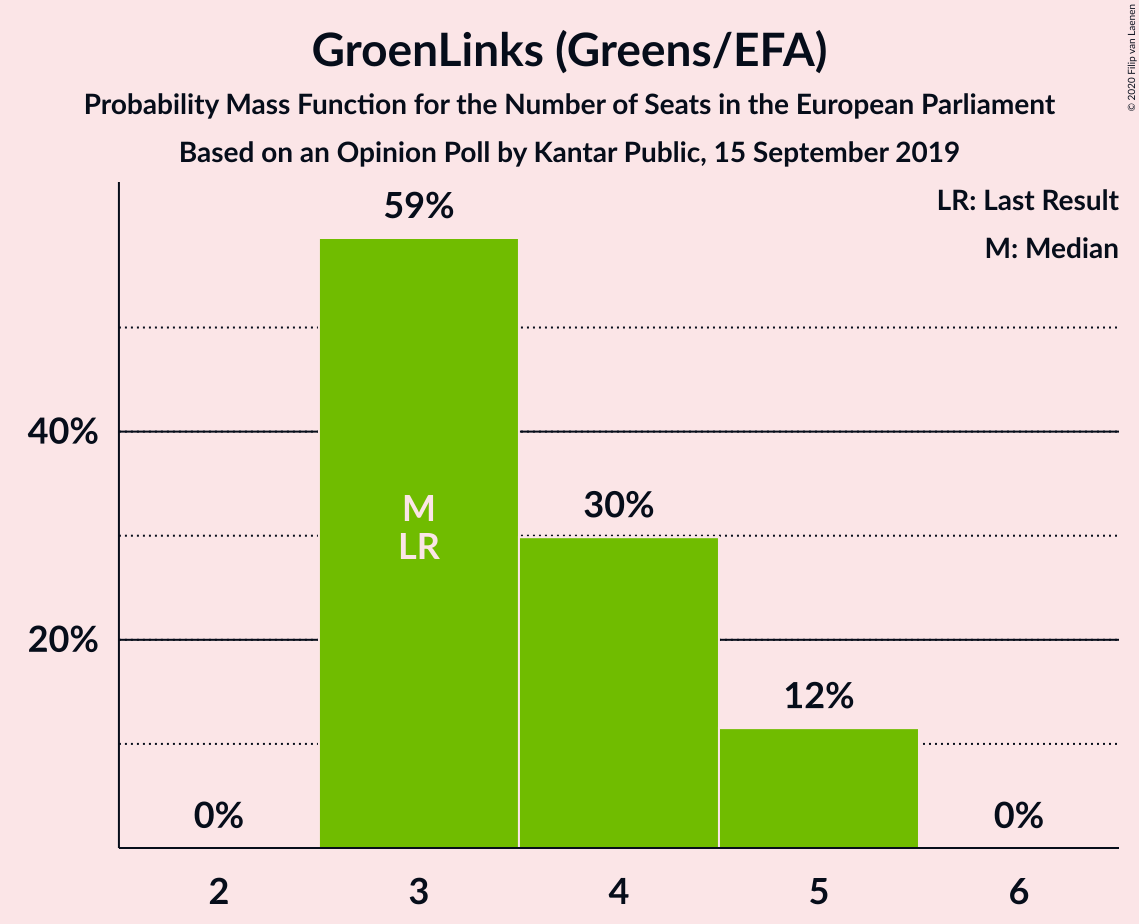 GroenLinks (Greens/EFA)
Probability Mass Function for the Number of Seats in the European Parliament
Based on an Opinion Poll by Kantar Public, 15 September 2019
© 2020 Filip van Laenen
LR: Last Result
M: Median
59%
40%
M
LR
30%
20%
12%
0%
0%
2
3
4
5
6